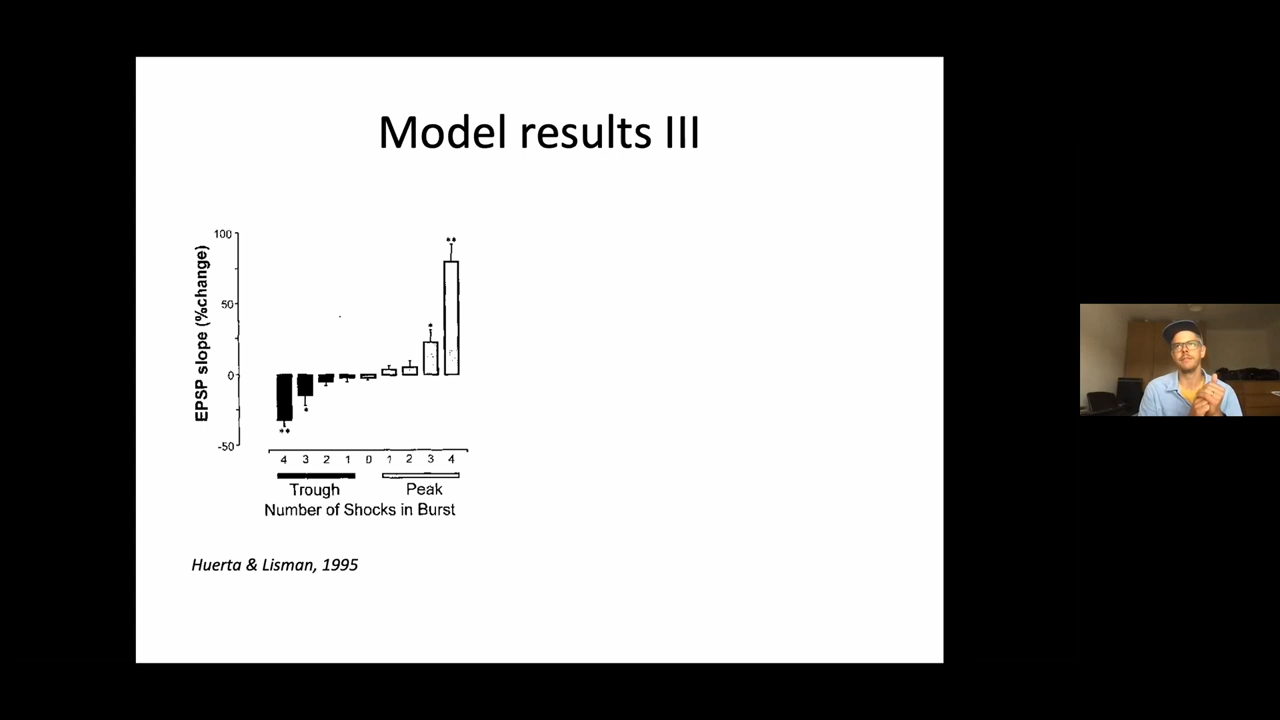 Model results III
EPSP slope (%change)
100
50
0
-50
**
*
*
**
4 3 2 1 0 1 2 3 4
Trough Peak
Number of Shocks in Burst
Huerta & Lisman, 1995